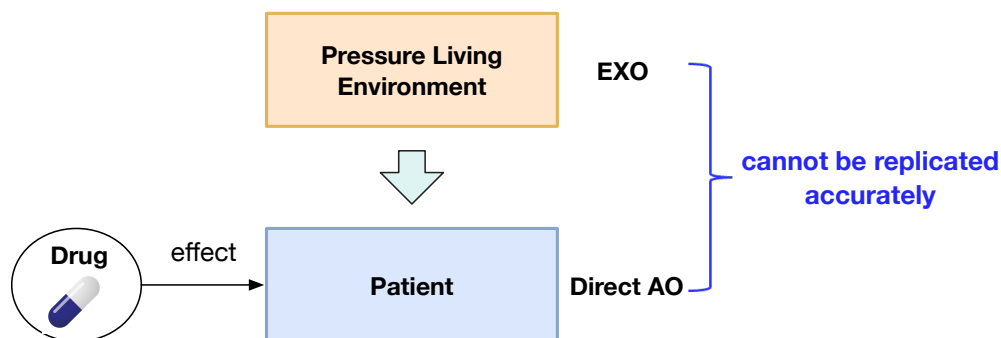 Pressure Living
Environment
EXO
cannot be replicated
accurately
Drug
effect
Patient
Direct AO